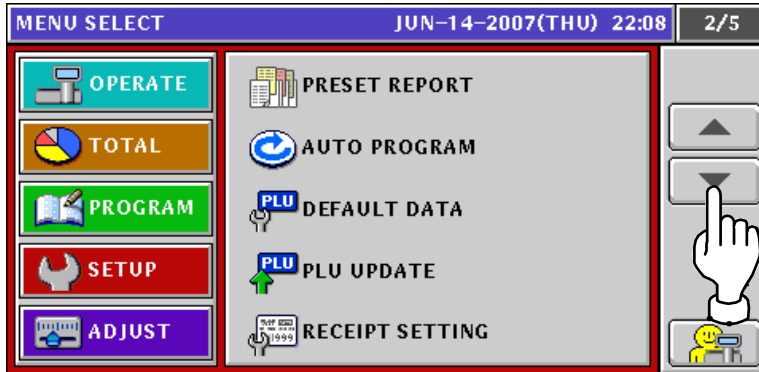 MENU SELECT JUN-14-2007(THU) 22:08 2/5
OPERATE
TOTAL
PROGRAM
SETUP
ADJUST
PRESET REPORT
AUTO PROGRAM
PLU DEFAULT DATA
PLU PLU UPDATE
1999 RECEIPT SETTING